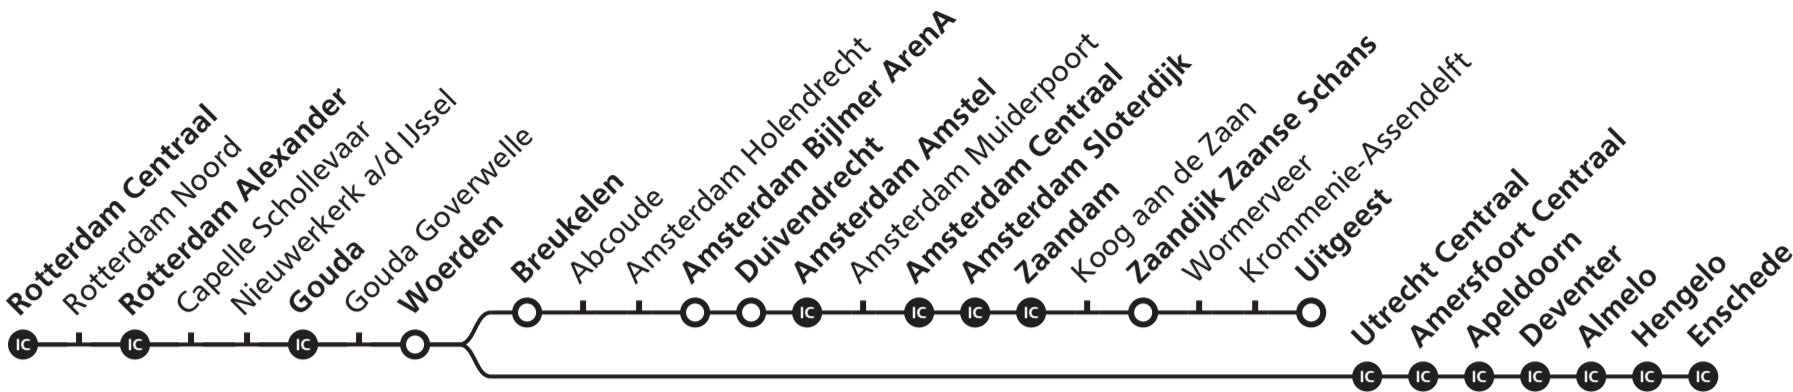 Rotterdam Centraal
Rotterdam Noord
Rotterdam Alexander
Capelle Schollevaar
Nieuwerkerk a/d IJssel
Gouda
Gouda Goverwelle
Woerden
Breukelen
Abcoude
Amsterdam Holendrecht
Amsterdam Bijlmer ArenA
Duivendrecht
Amsterdam Amstel
Amsterdam Muiderpoort
Amsterdam Centraal
Amsterdam Sloterdijk
Zaandam
Koog aan de Zaan
Zaandijk Zaanse Schans
Wormerveer
Krommenie-Assendelft
Uitgeest
Utrecht Centraal
Amersfoort Centraal
Apeldoorn
Deventer
Almelo
Hengelo
Enschede
IC
IC
IC
IC
IC
IC
IC
IC
IC
IC
IC
IC
IC
IC